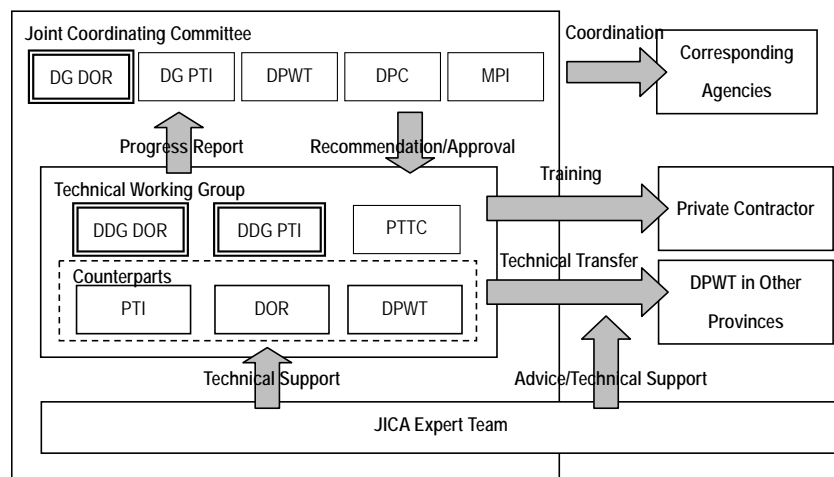 Joint Coordinating Committee
DG DOR
DG PTI
DPWT
DPC
MPI
Coordination
Corresponding
Agencies
Progress Report
Recommendation/Approval
Technical Working Group
DDG DOR
DDG PTI
PTTC
Training
Private Contractor
Counterparts
PTI
DOR
DPWT
Technical Transfer
DPWT in Other
Provinces
Technical Support
Advice/Technical Support
JICA Expert Team